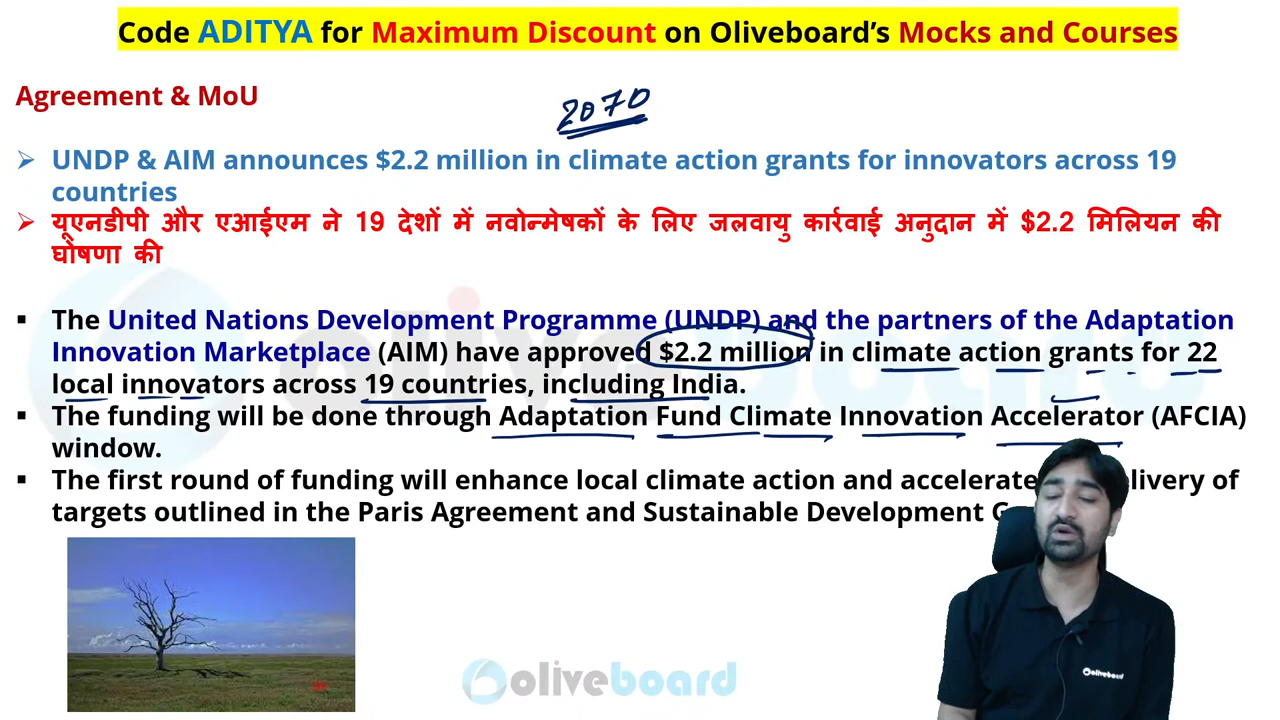 Code ADITYA for Maximum Discount on Oliveboard’s Mocks and Courses
Agreement & MoU
2070
➢ UNDP & AIM announces $2.2 million in climate action grants for innovators across 19
countries
➢ यूएनडीपी और एआईएम ने 19 देशों में नवोन्मेषकों के लिए जलवायु कार्रवाई अनुदान में $2.2 मिलियन की
घोषणा की
▪ The United Nations Development Programme (UNDP) and the partners of the Adaptation
Innovation Marketplace (AIM) have approved $2.2 million in climate action grants for 22
local innovators across 19 countries, including India.
▪ The funding will be done through Adaptation Fund Climate Innovation Accelerator (AFCIA)
window.
▪ The first round of funding will enhance local climate action and accelerate livery of
targets outlined in the Paris Agreement and Sustainable Development G
oliveboard
oliveboard